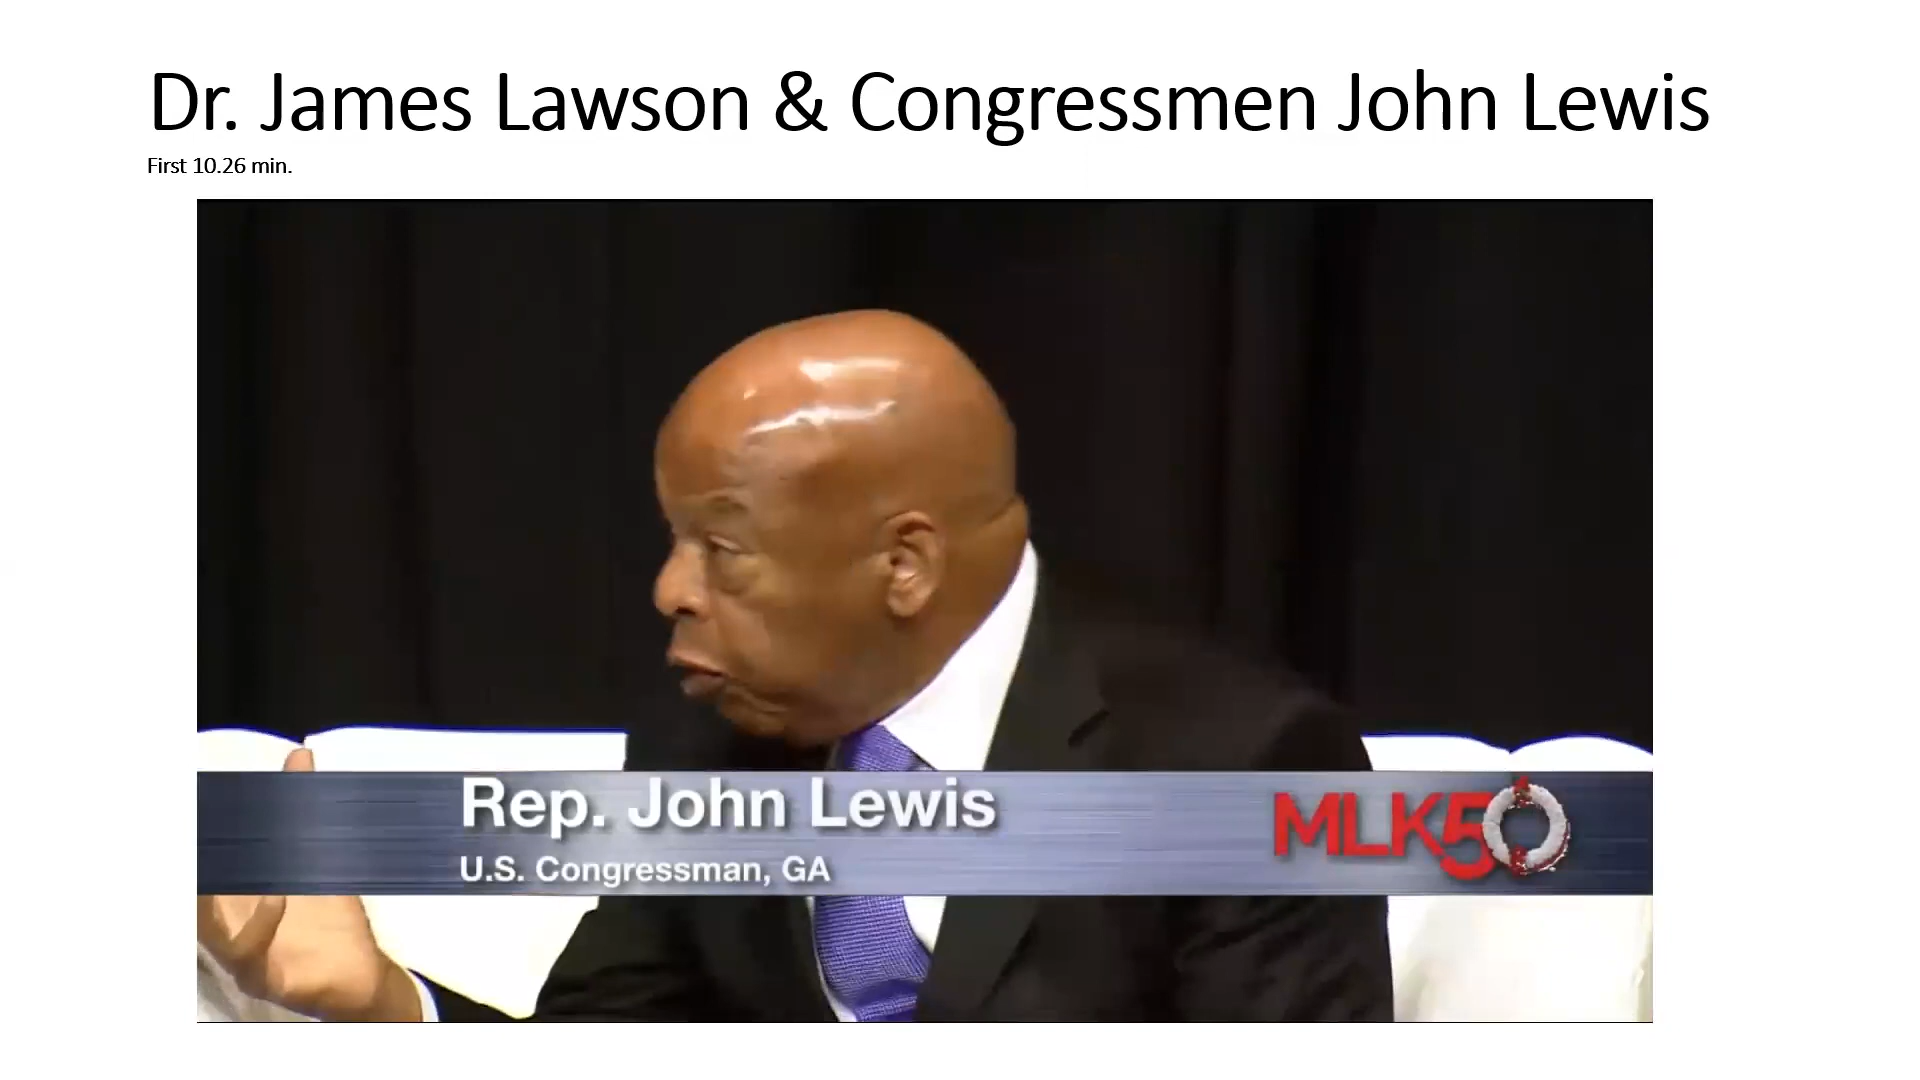 Dr. James Lawson & Congressmen John Lewis
First 10.26 min.
Rep. John Lewis
U.S. Congressman, GA
MLK50